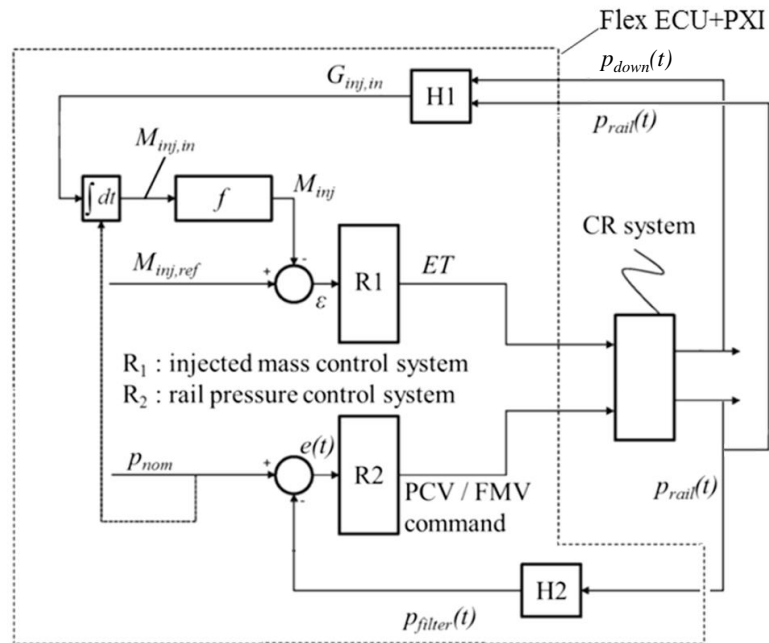 Flex ECU+PXI
p_down(t)
G_inj,in
H1
p_rail(t)
M_inj,in
∫ dt
f
M_inj
CR system
M_inj,ref
+
-
ε
R1
ET
R₁ : injected mass control system
R₂ : rail pressure control system
p_nom
+
-
e(t)
R2
PCV / FMV
command
p_rail(t)
H2
p_filter(t)